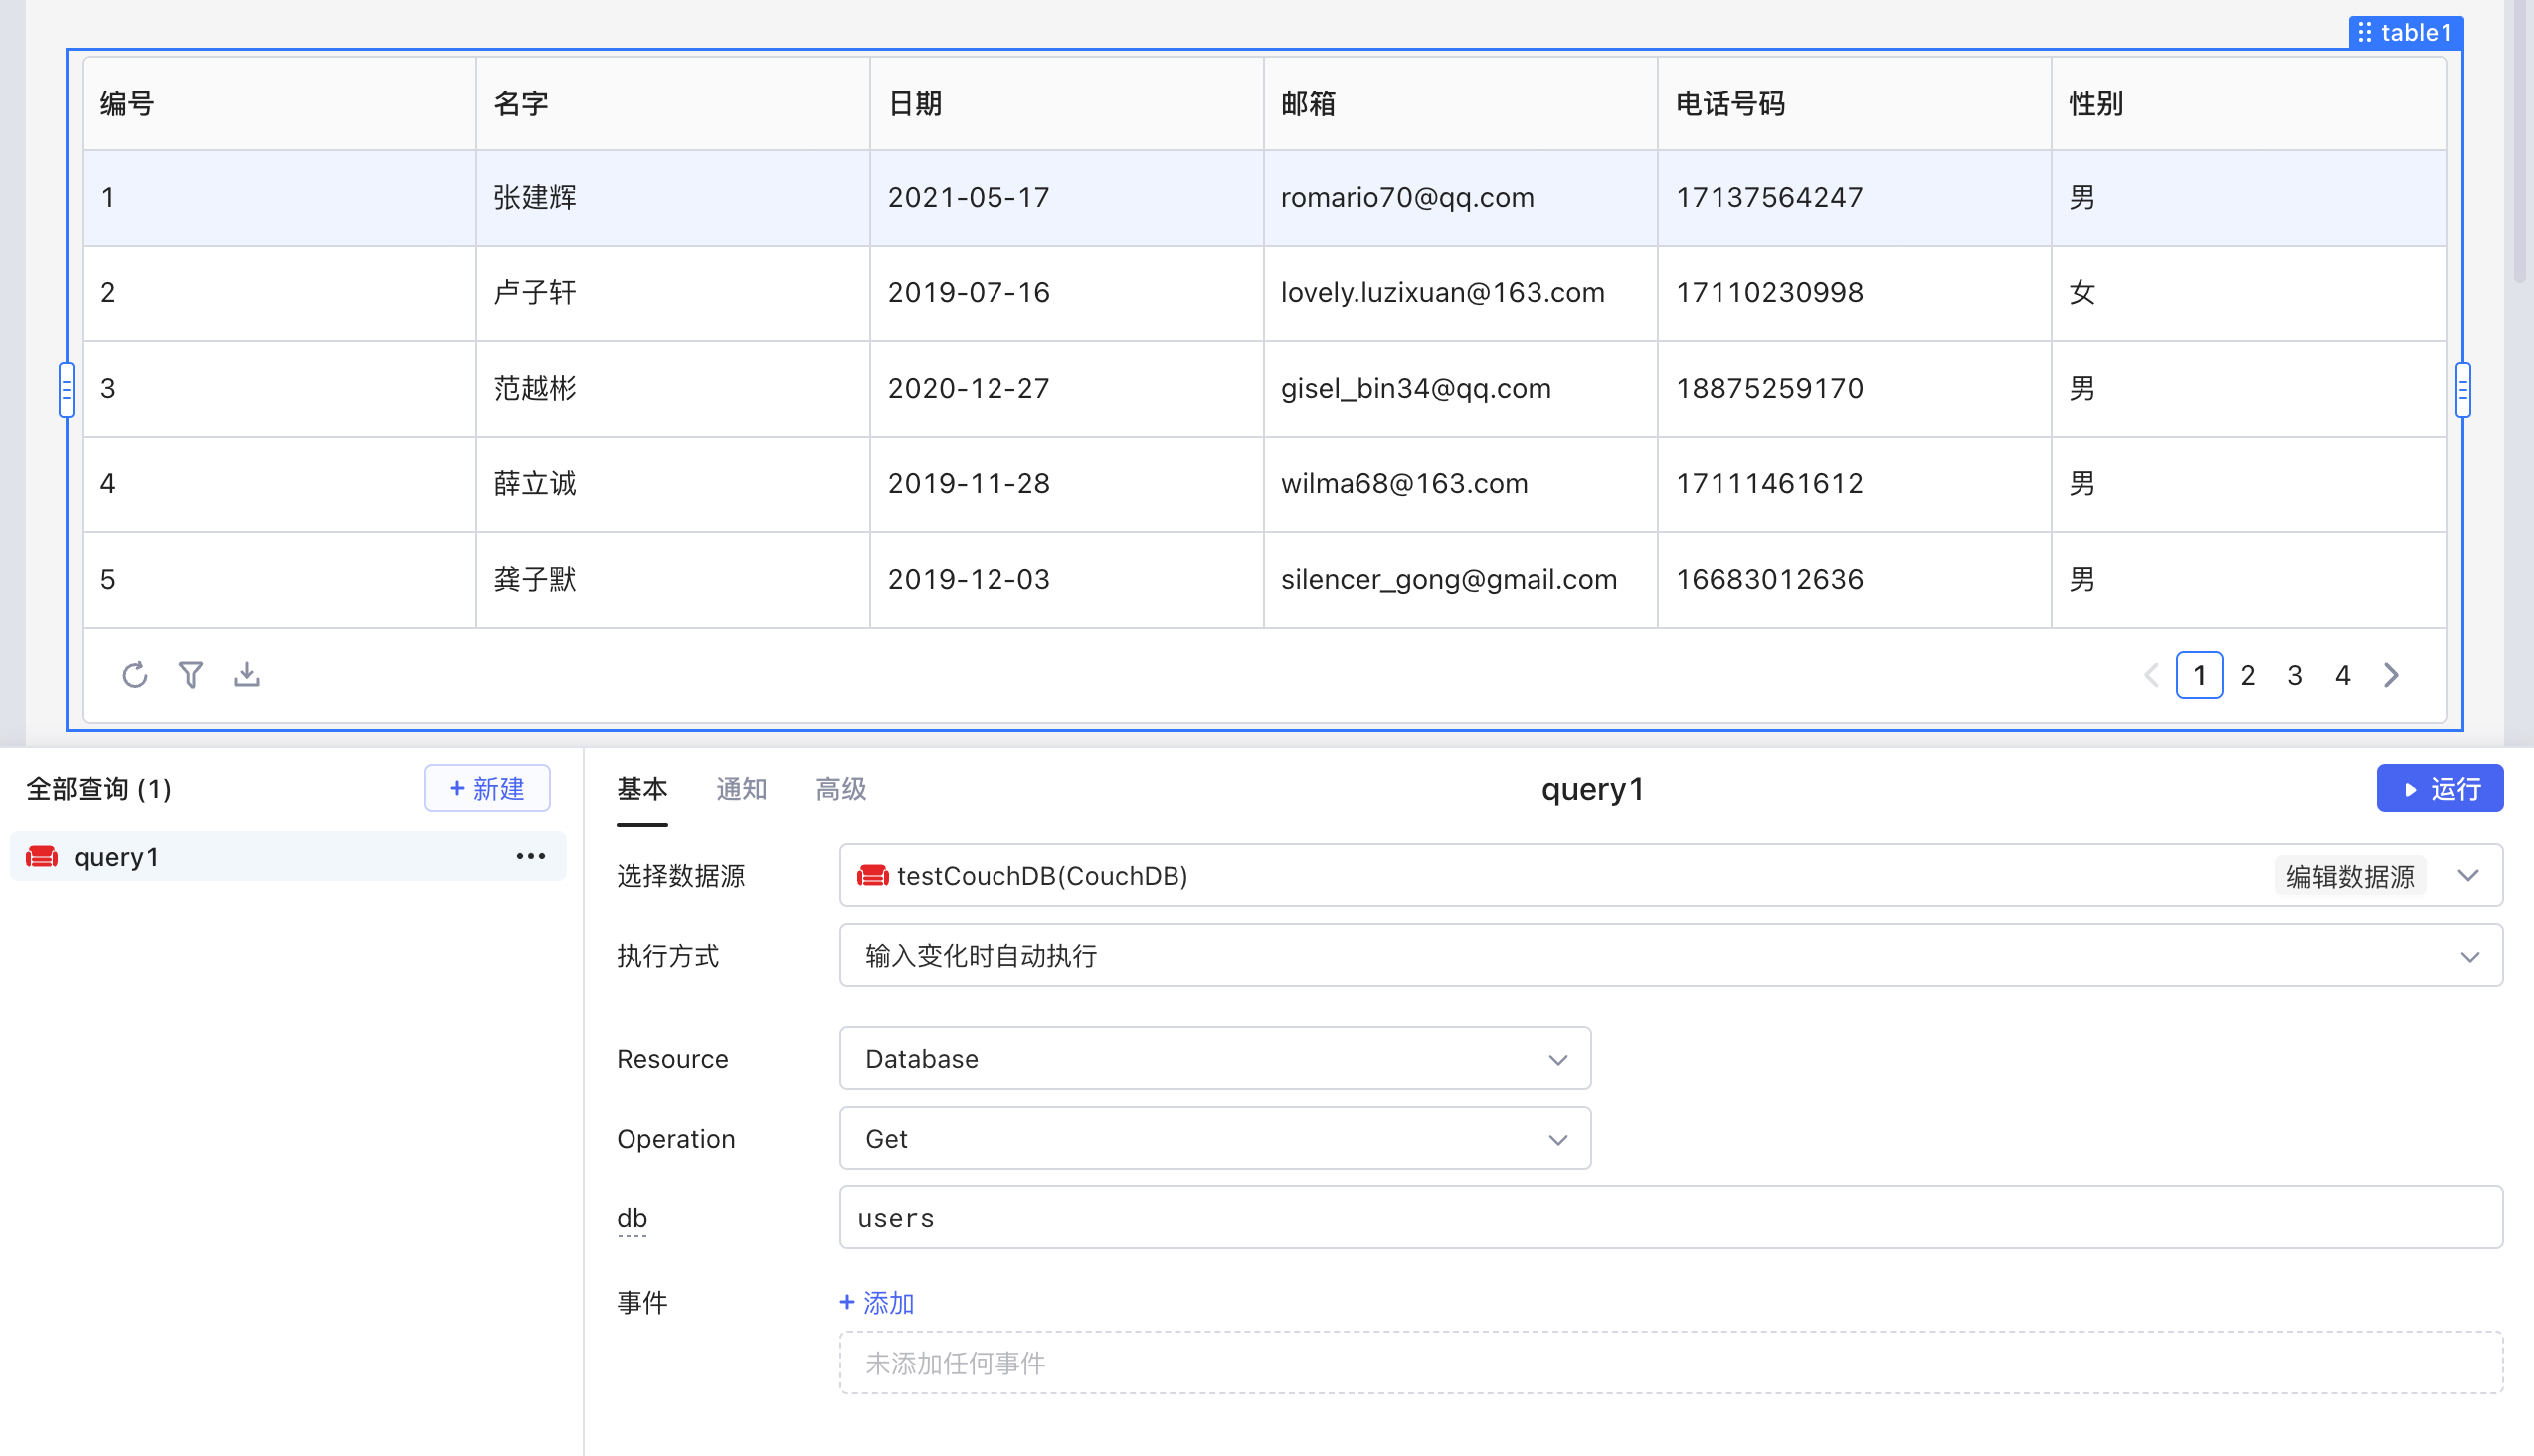 table1
编号 名字 日期 邮箱 电话号码 性别
1 张建辉 2021-05-17 romario70@qq.com 17137564247 男
2 卢子轩 2019-07-16 lovely.luzixuan@163.com 17110230998 女
3 范越彬 2020-12-27 gisel_bin34@qq.com 18875259170 男
4 薛立诚 2019-11-28 wilma68@163.com 17111461612 男
5 龚子默 2019-12-03 silencer_gong@gmail.com 16683012636 男
1 2 3 4
全部查询 (1) + 新建
query1
基本 通知 高级 query1 运行
选择数据源 testCouchDB(CouchDB) 编辑数据源
执行方式 输入变化时自动执行
Resource Database
Operation Get
db users
事件 + 添加
未添加任何事件